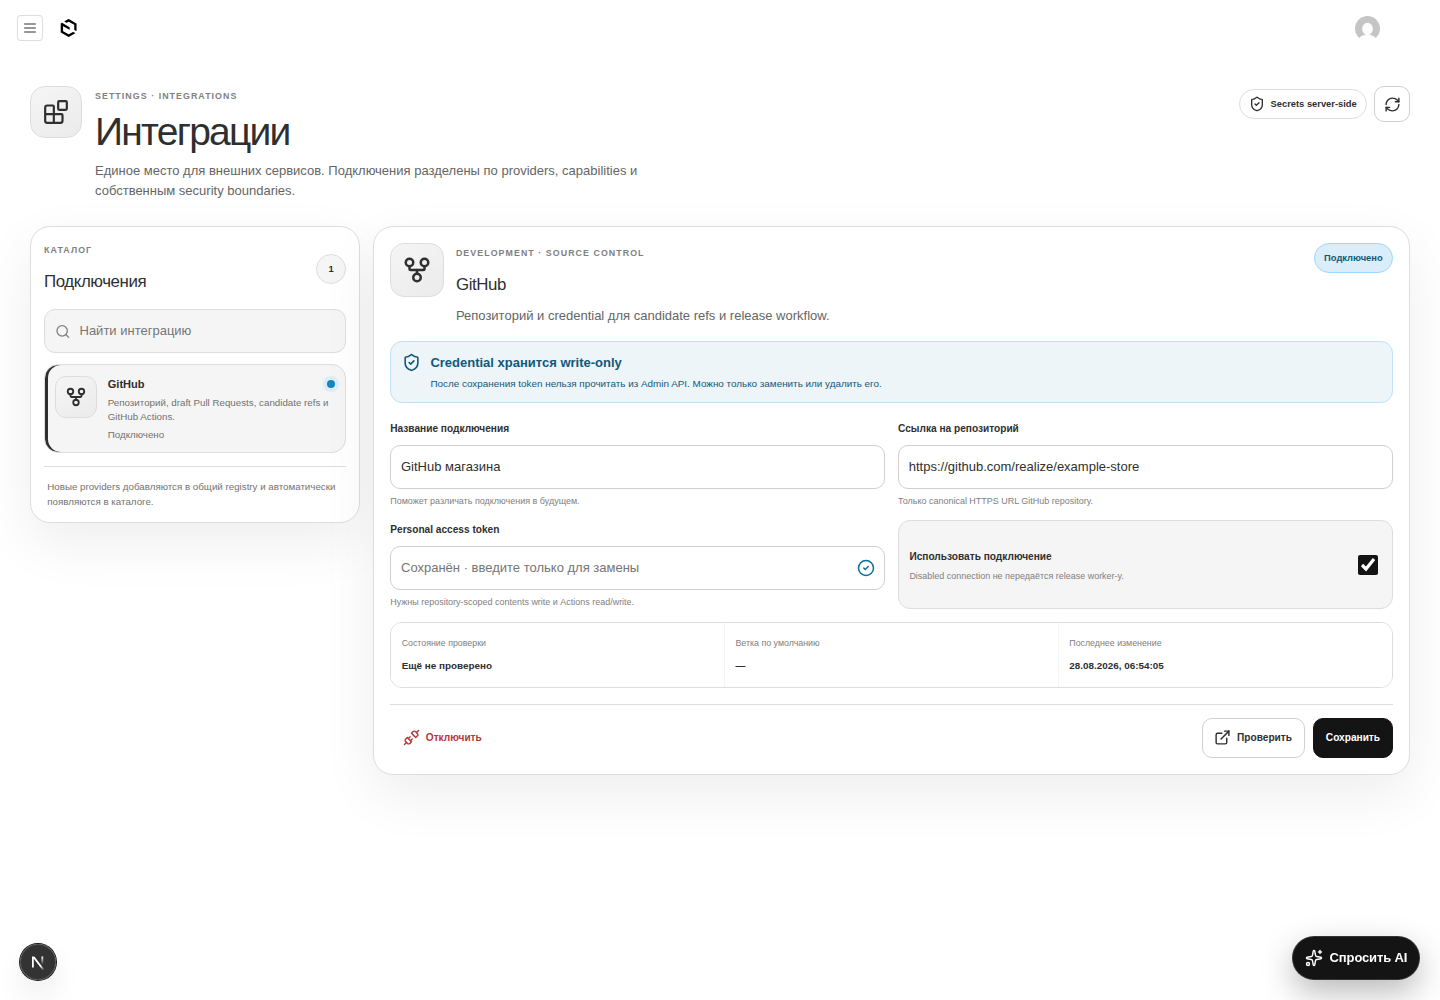 SETTINGS · INTEGRATIONS
Интеграции
Единое место для внешних сервисов. Подключения разделены по providers, capabilities и
собственным security boundaries.
Secrets server-side
КАТАЛОГ
Подключения
1
Найти интеграцию
GitHub
Репозиторий, draft Pull Requests, candidate refs и
GitHub Actions.
Подключено
Новые providers добавляются в общий registry и автоматически
появляются в каталоге.
DEVELOPMENT · SOURCE CONTROL
GitHub
Репозиторий и credential для candidate refs и release workflow.
Подключено
Credential хранится write-only
После сохранения token нельзя прочитать из Admin API. Можно только заменить или удалить его.
Название подключения
GitHub магазина
Поможет различать подключения в будущем.
Ссылка на репозиторий
https://github.com/realize/example-store
Только canonical HTTPS URL GitHub repository.
Personal access token
Сохранён · введите только для замены
Нужны repository-scoped contents write и Actions read/write.
Использовать подключение
Disabled connection не передаётся release worker-у.
Состояние проверки
Ещё не проверено
Ветка по умолчанию
—
Последнее изменение
28.08.2026, 06:54:05
Отключить
Проверить
Сохранить
N
Спросить AI